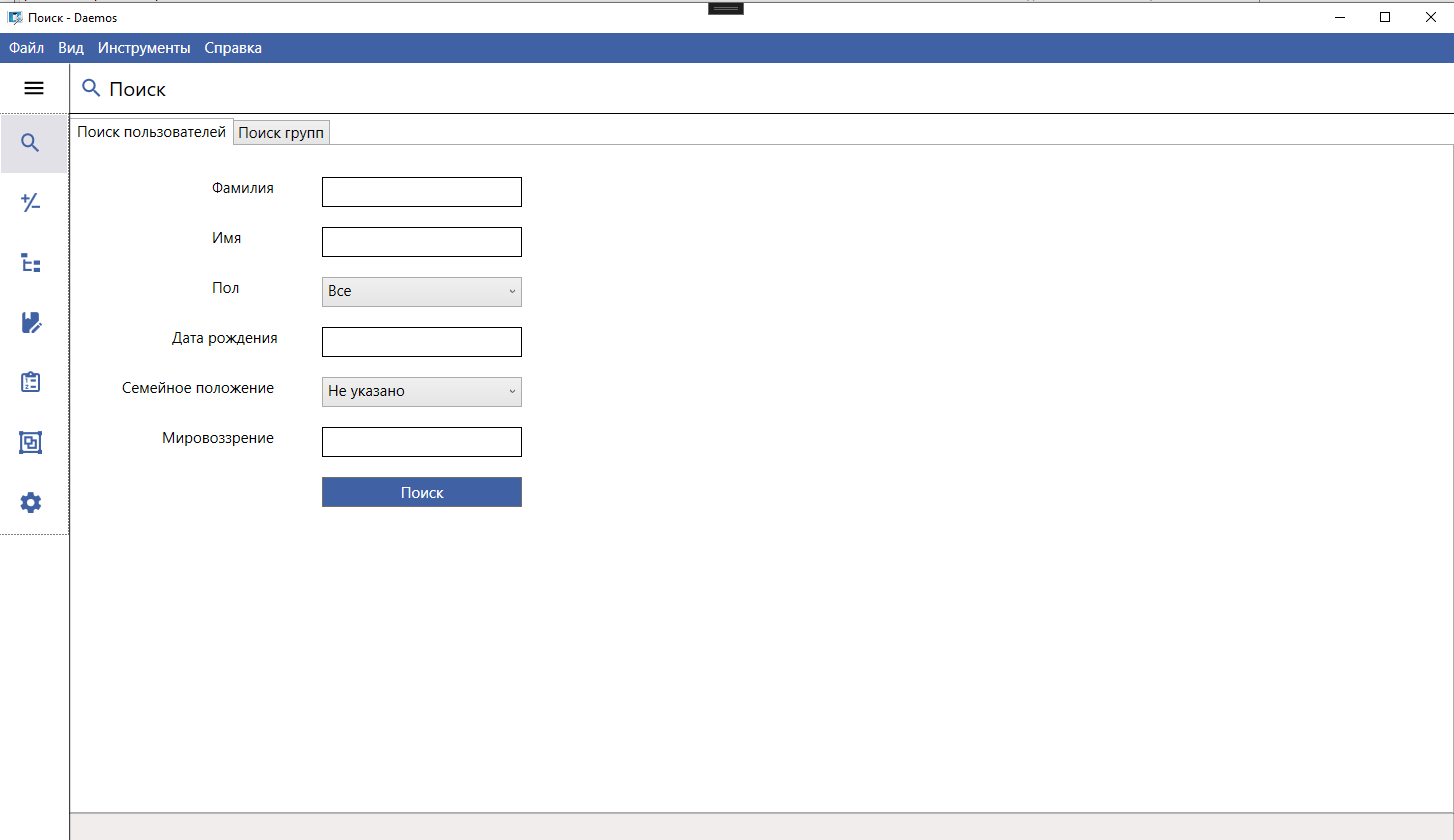 Поиск - Daemos
Файл Вид Инструменты Справка
Поиск
Поиск пользователей Поиск групп
Фамилия
Имя
Пол Все
Дата рождения
Семейное положение Не указано
Мировоззрение
Поиск